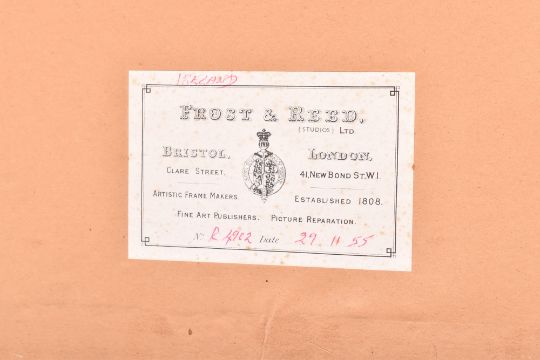 IRELAND
FROST & REED,
(STUDIOS) LTD
BRISTOL, LONDON,
CLARE STREET. 41, NEW BOND ST, W.1.
ARTISTIC FRAME MAKERS ESTABLISHED 1808.
FINE ART PUBLISHERS. PICTURE REPARATION.
No R 4902 Date 29. 11 55